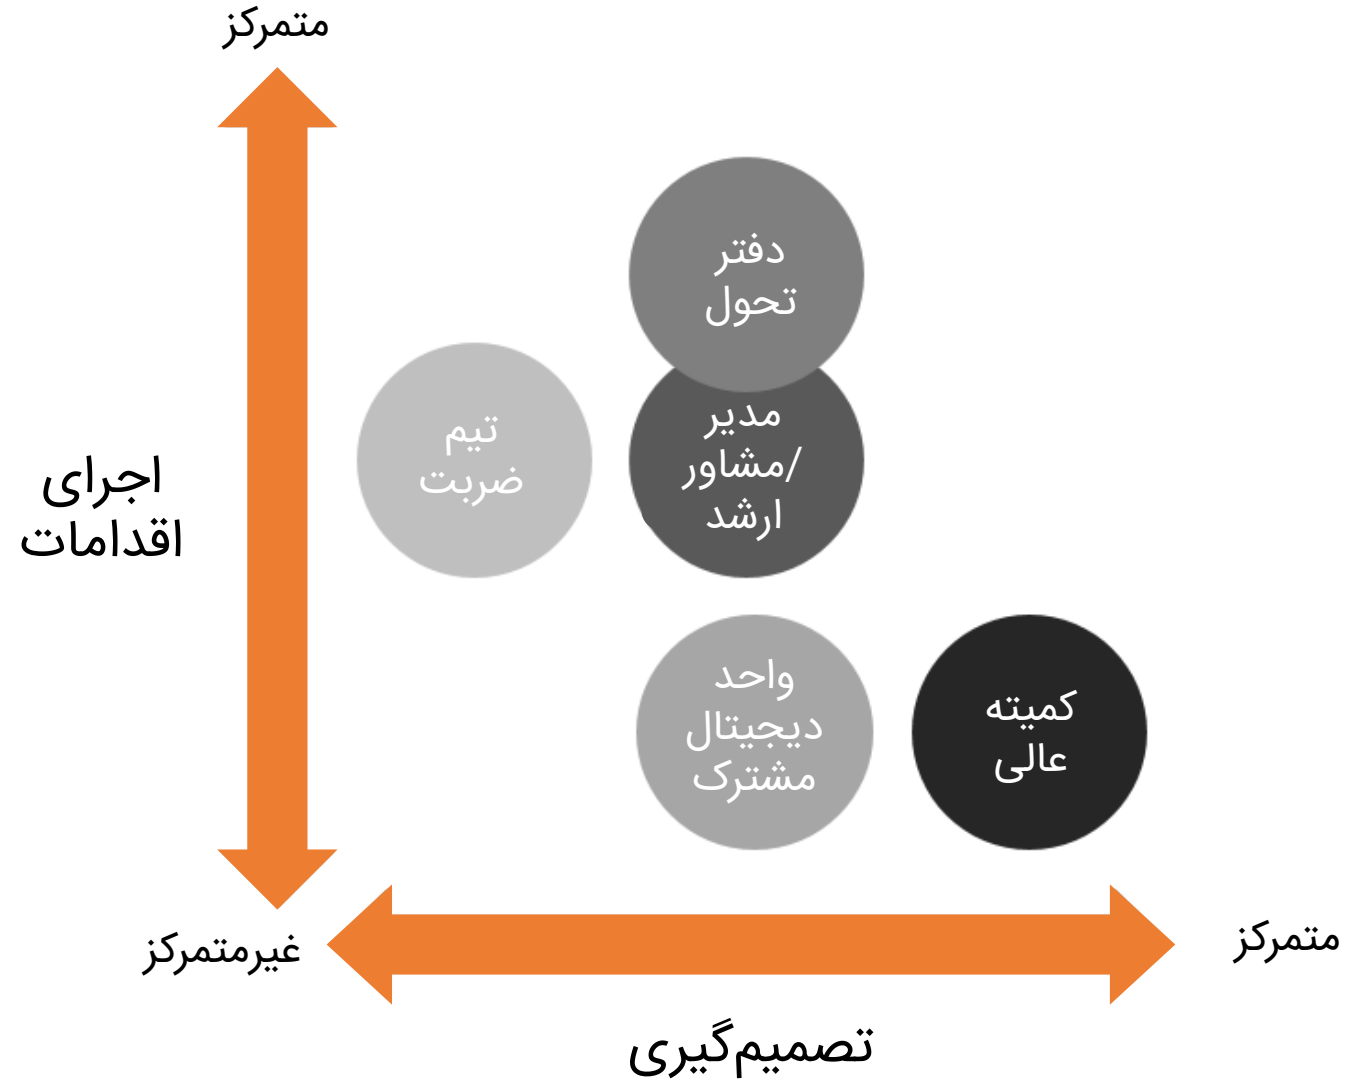 متمرکز
دفتر
تحول
تیم
ضربت
مدیر
/مشاور
ارشد
اجرای
اقدامات
واحد
دیجیتال
مشترک
کمیته
عالی
غیرمتمرکز
متمرکز
تصمیم‌گیری